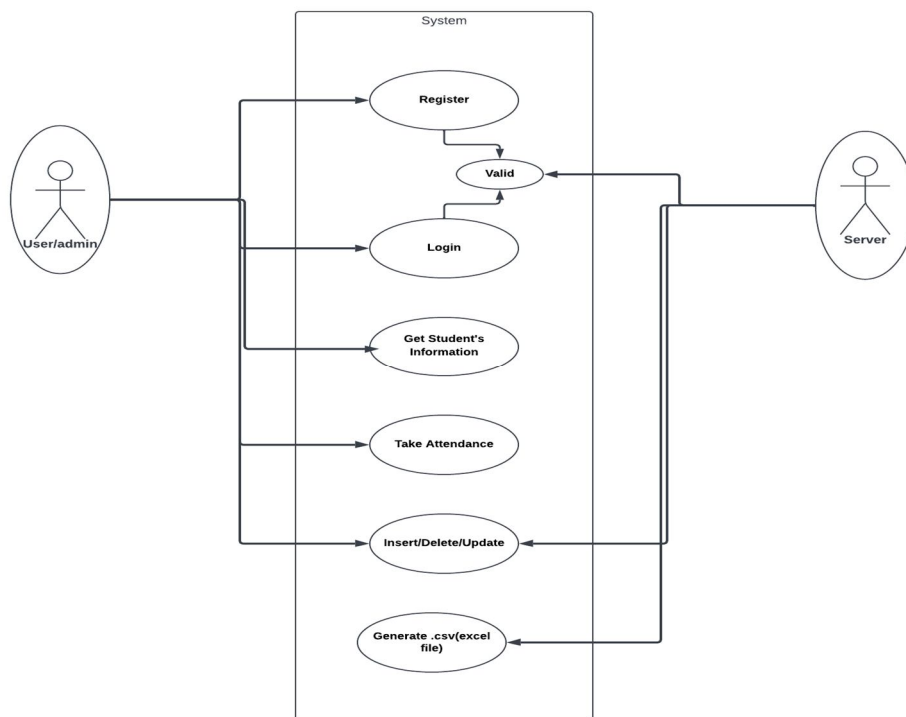 System
Register
Valid
User/admin
Server
Login
Get Student's
Information
Take Attendance
Insert/Delete/Update
Generate .csv(excel
file)